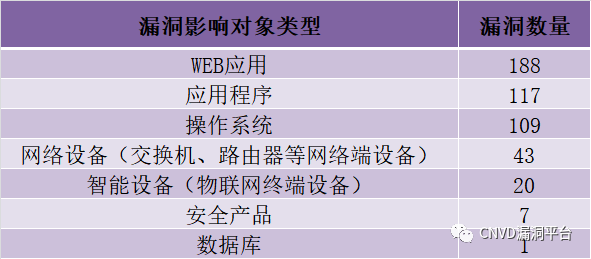 漏洞影响对象类型 漏洞数量
WEB应用 188
应用程序 117
操作系统 109
网络设备（交换机、路由器等网络端设备） 43
智能设备（物联网终端设备） 20
安全产品 7
数据库 1
CNVD漏洞平台